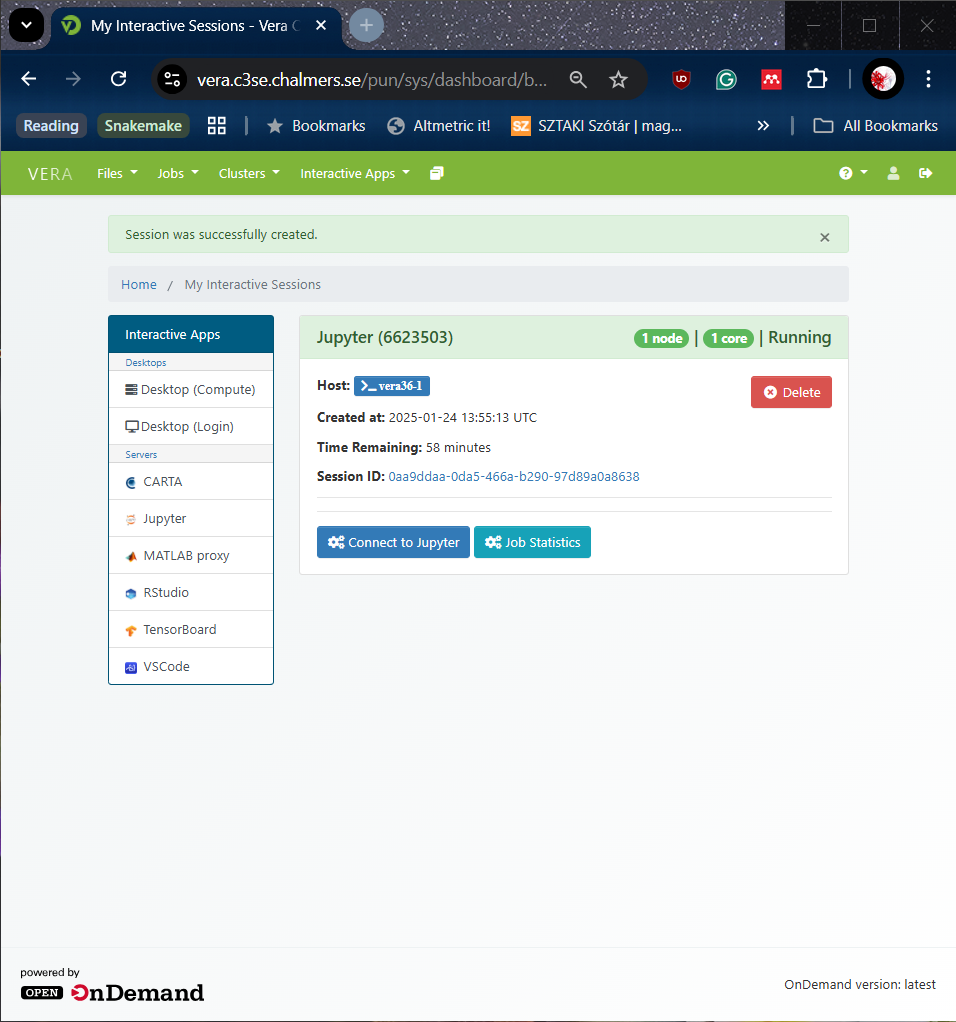 My Interactive Sessions - Vera
vera.c3se.chalmers.se/pun/sys/dashboard/b...
Reading Snakemake Bookmarks Altmetric it! SZ SZTAKI Szótár | mag... » All Bookmarks
VERA Files Jobs Clusters Interactive Apps
Session was successfully created.
Home / My Interactive Sessions
Interactive Apps
Desktops
Desktop (Compute)
Desktop (Login)
Servers
CARTA
Jupyter
MATLAB proxy
RStudio
TensorBoard
VSCode
Jupyter (6623503) 1 node | 1 core | Running
Host: >_vera36-1
Delete
Created at: 2025-01-24 13:55:13 UTC
Time Remaining: 58 minutes
Session ID: 0aa9ddaa-0da5-466a-b290-97d89a0a8638
Connect to Jupyter Job Statistics
powered by
OPEN OnDemand
OnDemand version: latest